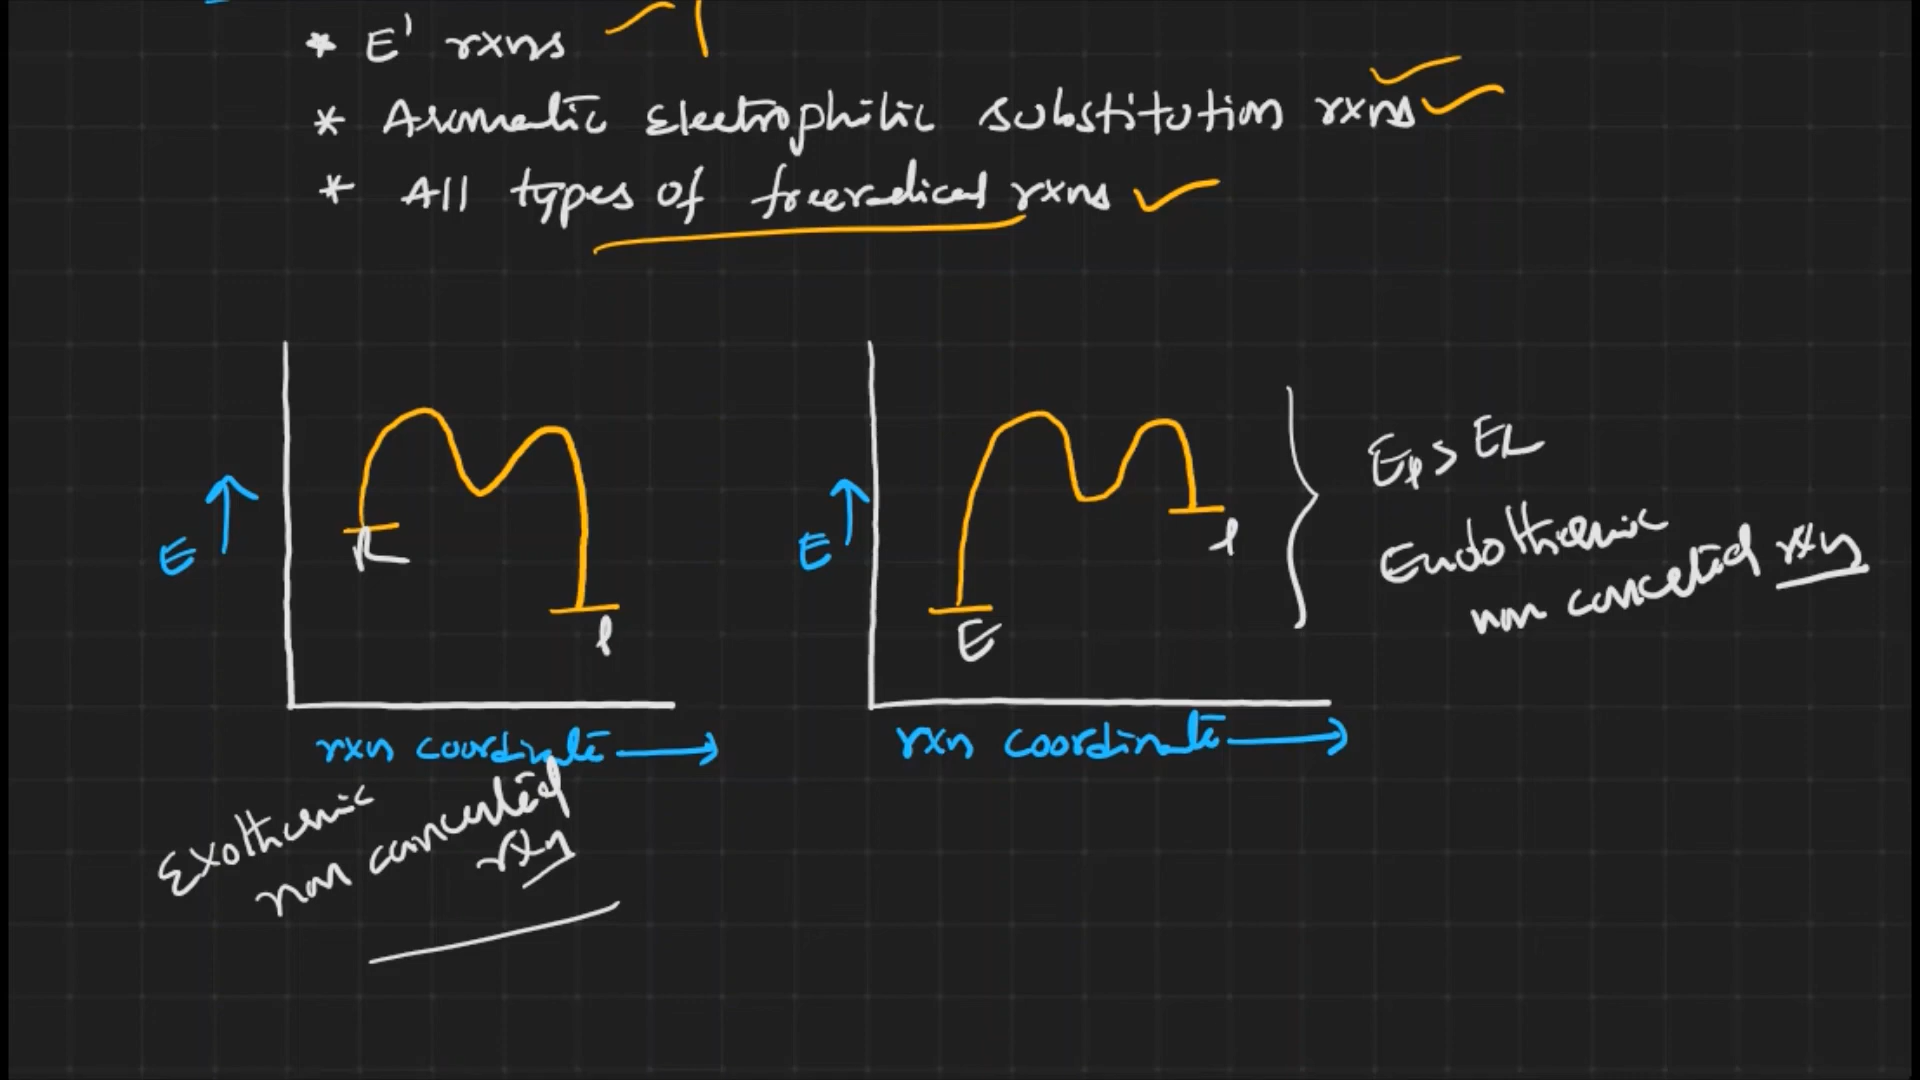 * E' rxns
* Aromatic Electrophilic substitution rxns
* All types of freeradical rxns
E
R
P
rxn coordinate
Exothermic
non concerted
rxn
E
E
P
rxn coordinate
Ep > ER
Endothermic
non concerted rxn